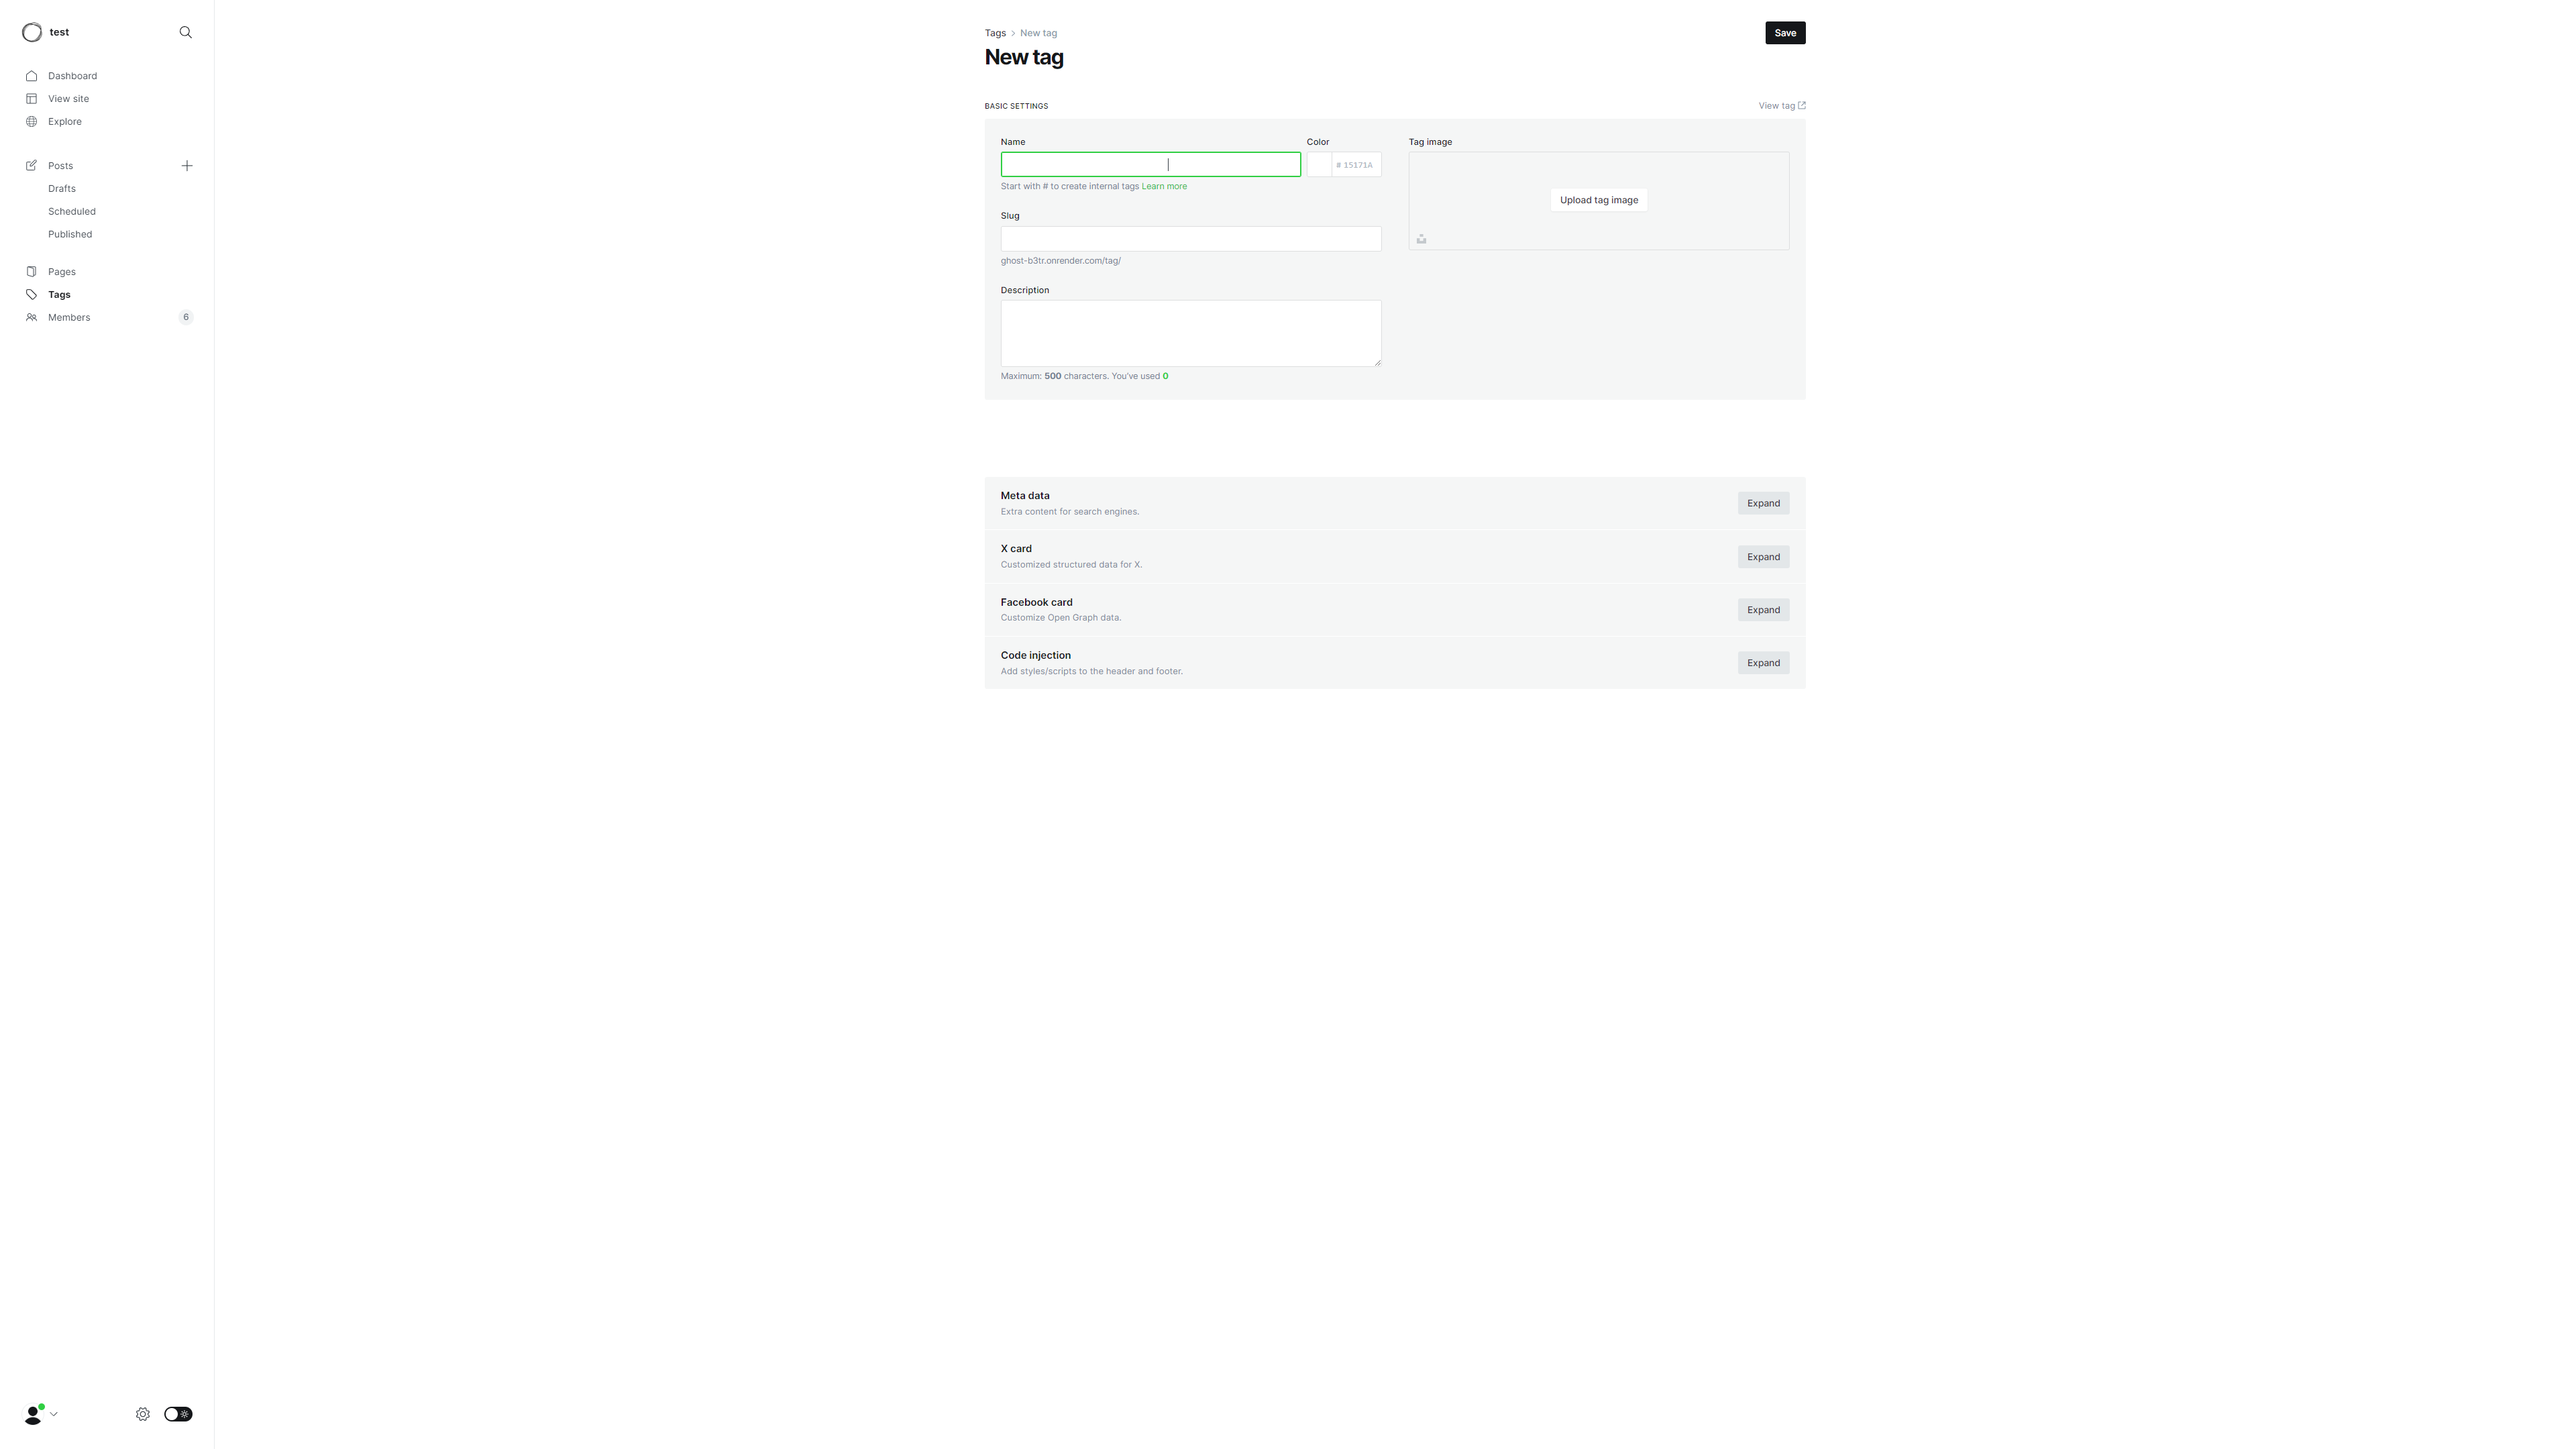 test
Dashboard
View site
Explore
Posts
Drafts
Scheduled
Published
Pages
Tags
Members 6
Tags > New tag
Save
New tag
BASIC SETTINGS
View tag
Name
Color
# 15171A
Start with # to create internal tags Learn more
Slug
ghost-b3tr.onrender.com/tag/
Description
Maximum: 500 characters. You've used 0
Tag image
Upload tag image
Meta data
Extra content for search engines.
Expand
X card
Customized structured data for X.
Expand
Facebook card
Customize Open Graph data.
Expand
Code injection
Add styles/scripts to the header and footer.
Expand